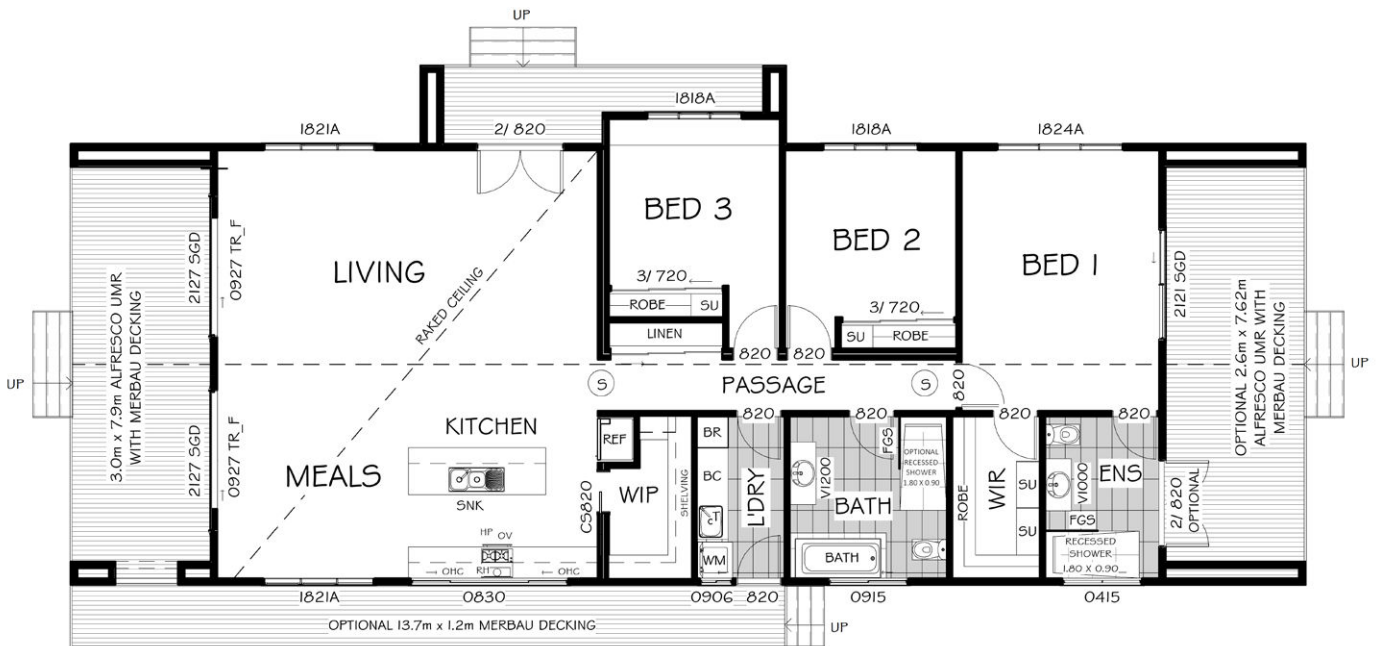 UP
1818A
1821A
2/ 820
1818A
1824A
BED 3
BED 2
BED 1
LIVING
RAKED CEILING
3.0m x 7.9m ALFRESCO UMR
WITH MERBAU DECKING
2127 SGD
0927 TR_F
2121 SGD
OPTIONAL 2.6m x 7.62m
ALFRESCO UMR WITH
MERBAU DECKING
3/ 720
ROBE
SU
3/ 720
SU
ROBE
LINEN
820
820
UP
S
PASSAGE
S
820
UP
820
820
820
820
2127 SGD
0927 TR_F
KITCHEN
MEALS
SNK
HP
OV
RH
OHC
OHC
REF
WIP
SHELVING
CS820
BR
BC
cT
WM
L'DRY
V1200
FGS
OPTIONAL
RECESSED
SHOWER
1.80 X 0.90
BATH
BATH
ROBE
WIR
SU
SU
ENS
V1000
FGS
RECESSED
SHOWER
1.80 X 0.90
2/ 820
OPTIONAL
1821A
0830
0906
820
0915
0415
OPTIONAL 13.7m x 1.2m MERBAU DECKING
UP